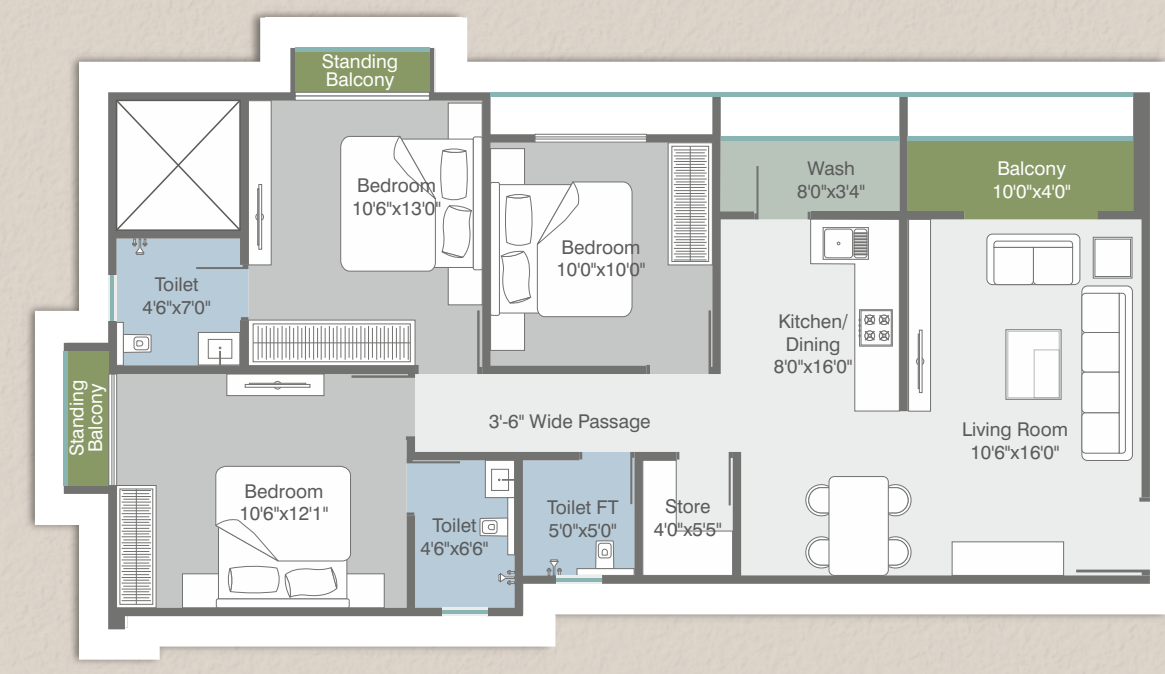 Standing
Balcony
Bedroom
10'6"x13'0"
Wash
8'0"x3'4"
Balcony
10'0"x4'0"
Bedroom
10'0"x10'0"
Toilet
4'6"x7'0"
Kitchen/
Dining
8'0"x16'0"
Standing
Balcony
3'-6" Wide Passage
Living Room
10'6"x16'0"
Bedroom
10'6"x12'1"
Toilet
4'6"x6'6"
Toilet FT
5'0"x5'0"
Store
4'0"x5'5"